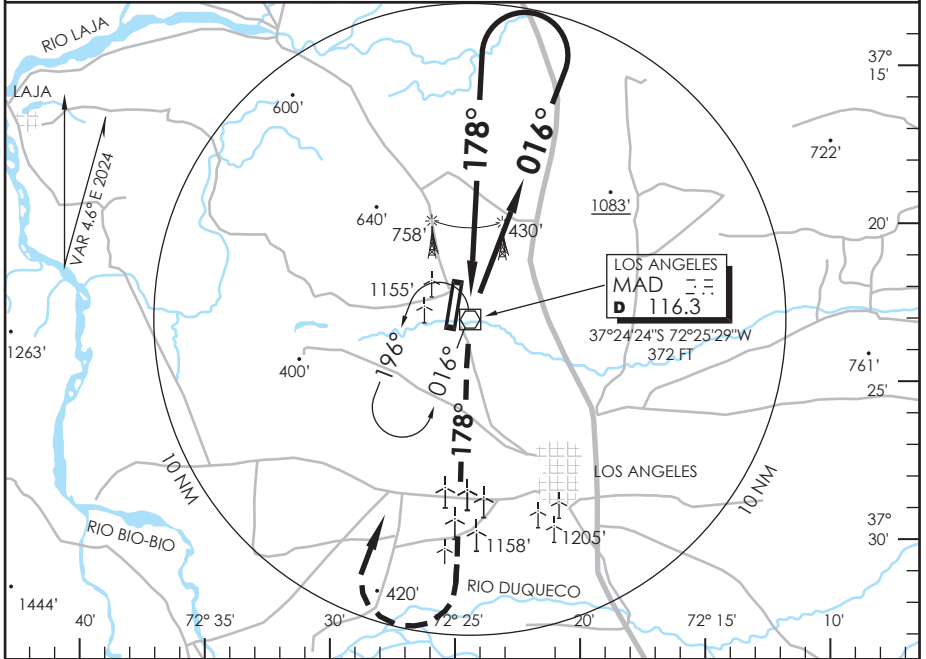 RIO LAJA
37°
15'
LAJA
600'
178°
016°
722'
VAR 4.6° E 2024
1083'
640'
758'
430'
20'
LOS ANGELES
MAD
D 116.3
37°24'24"S 72°25'29"W
372 FT
1155'
1263'
196°
016°
400'
761'
25'
178°
LOS ANGELES
10 NM
10 NM
37°
30'
RIO BIO-BIO
1158'
1205'
1444'
420'
RIO DUQUECO
40'
72° 35'
30'
72° 25'
20'
72° 15'
10'